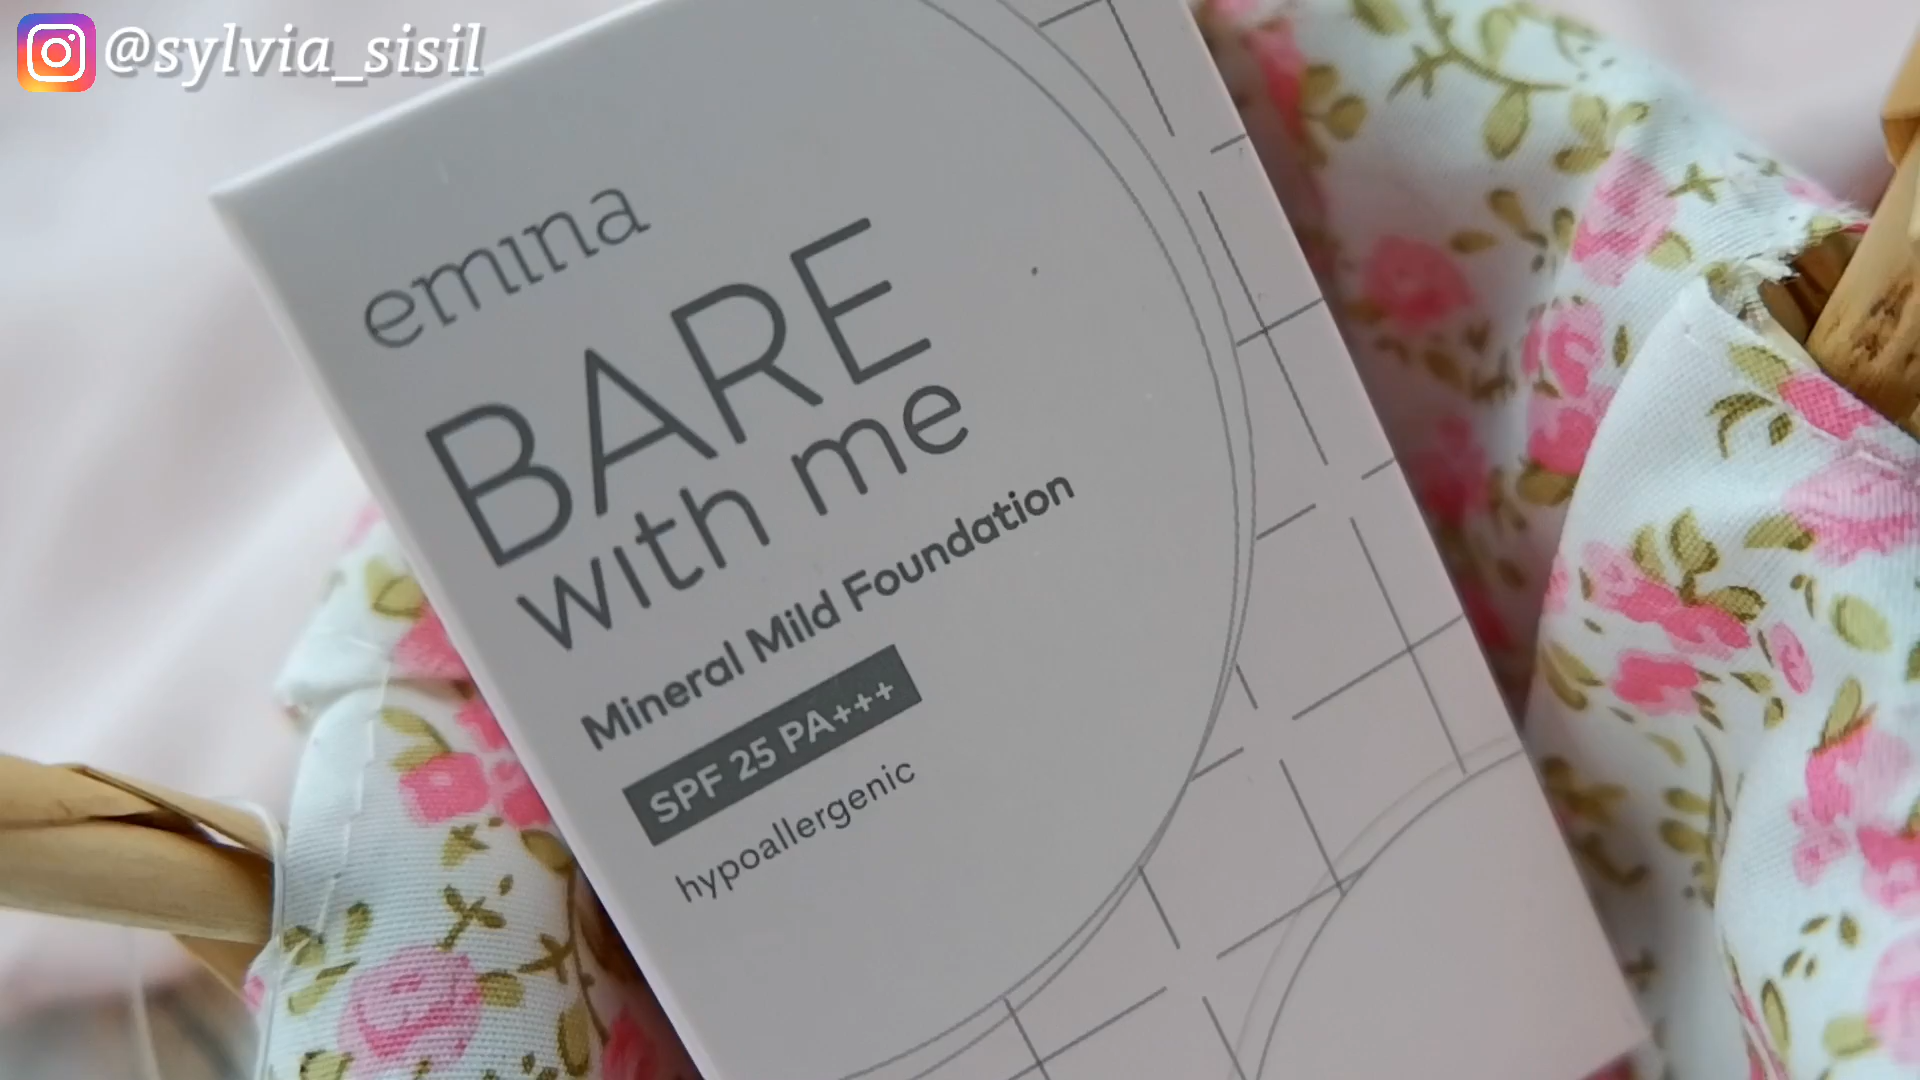 @sylvia_sisil
emina
BARE
with me
Mineral Mild Foundation
SPF 25 PA+++
hypoallergenic